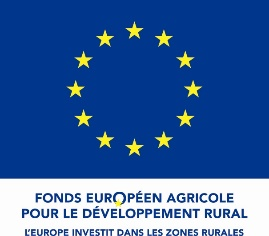 FONDS EUROPÉEN AGRICOLE
POUR LE DÉVELOPPEMENT RURAL
L'EUROPE INVESTIT DANS LES ZONES RURALES